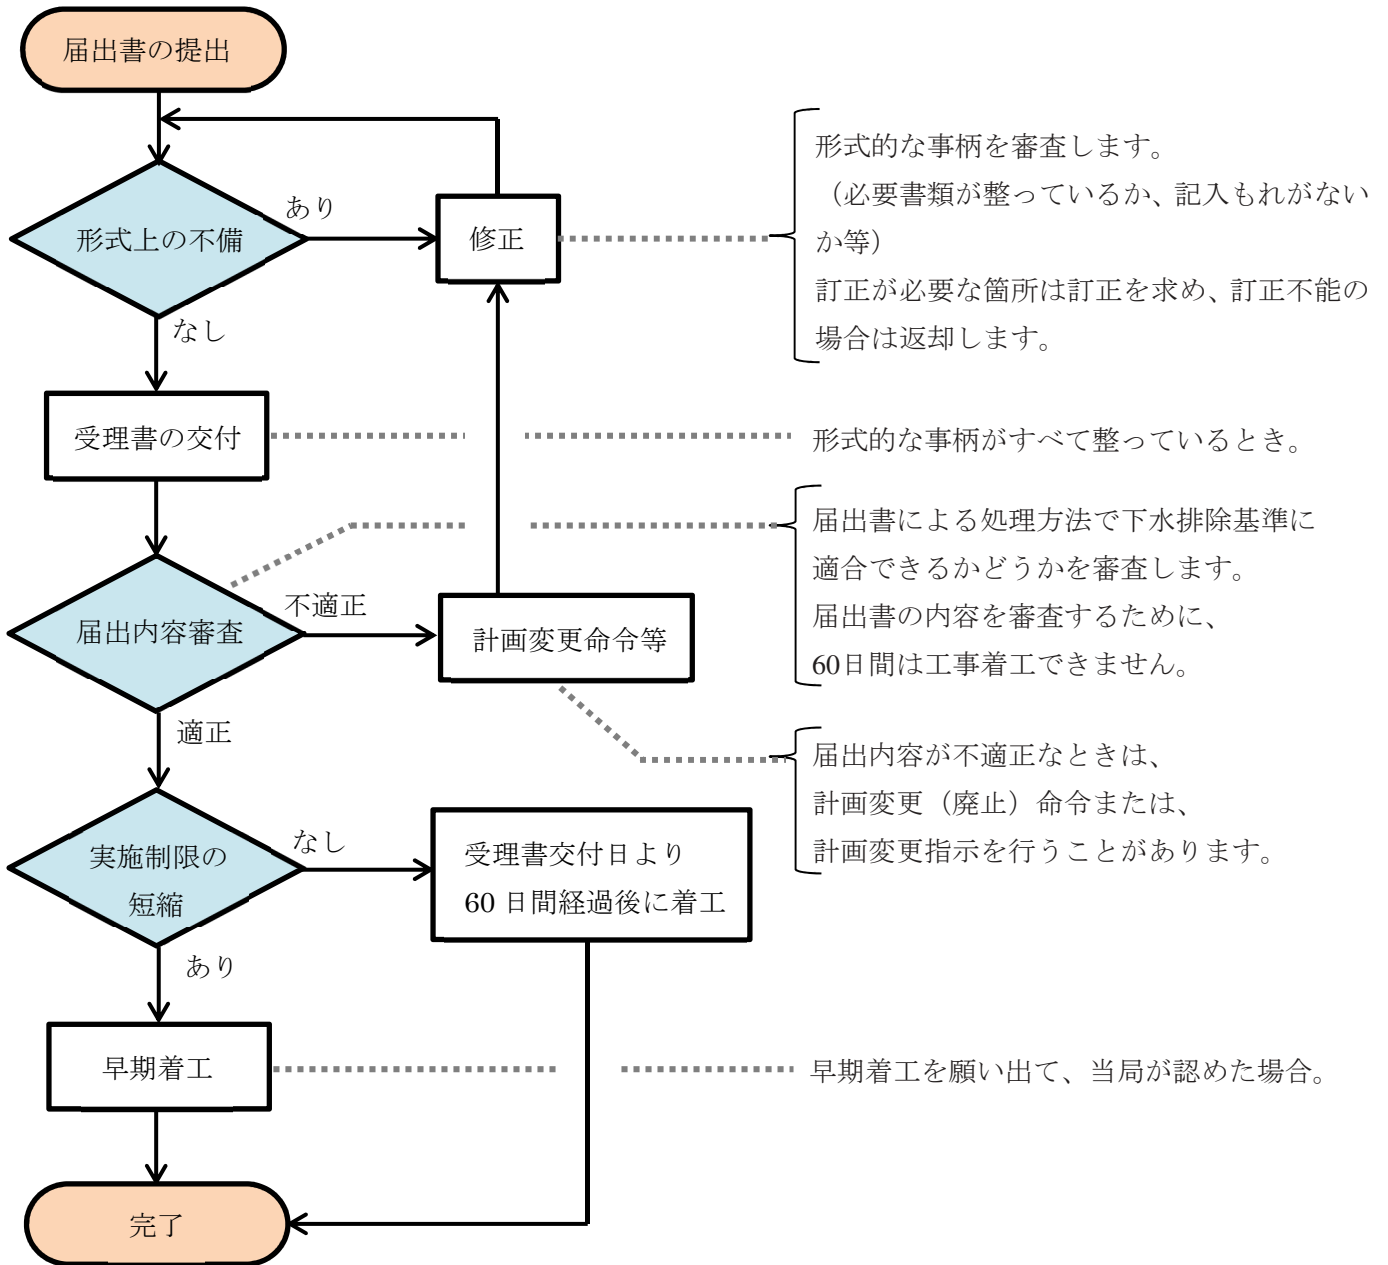 届出書の提出
形式上の不備
あり
修正
形式的な事柄を審査します。
（必要書類が整っているか、記入もれがない
か等）
訂正が必要な箇所は訂正を求め、訂正不能の
場合は返却します。
なし
受理書の交付
形式的な事柄がすべて整っているとき。
届出内容審査
不適正
計画変更命令等
届出書による処理方法で下水排除基準に
適合できるかどうかを審査します。
届出書の内容を審査するために、
60日間は工事着工できません。
適正
届出内容が不適正なときは、
計画変更（廃止）命令または、
計画変更指示を行うことがあります。
実施制限の
短縮
なし
受理書交付日より
60 日間経過後に着工
あり
早期着工
早期着工を願い出て、当局が認めた場合。
完了